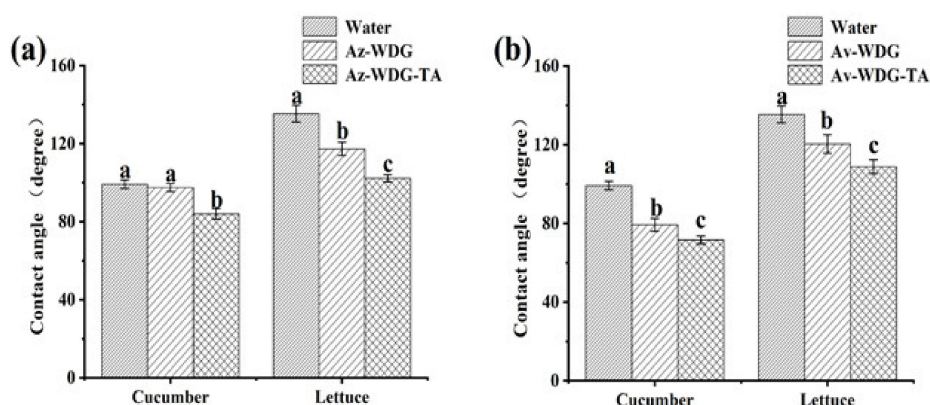 (a)
Water
Az-WDG
Az-WDG-TA
Contact angle (degree)
160
120
80
40
0
a
a
b
a
b
c
Cucumber
Lettuce
(b)
Water
Av-WDG
Av-WDG-TA
Contact angle (degree)
160
120
80
40
0
a
b
c
a
b
c
Cucumber
Lettuce